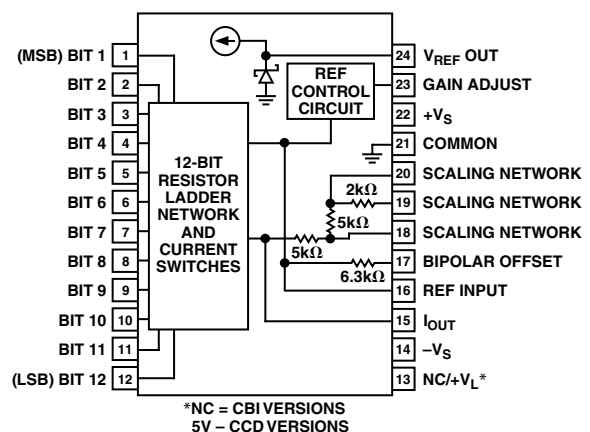 (MSB) BIT 1 1
BIT 2 2
BIT 3 3
BIT 4 4
BIT 5 5
BIT 6 6
BIT 7 7
BIT 8 8
BIT 9 9
BIT 10 10
BIT 11 11
(LSB) BIT 12 12
12-BIT
RESISTOR
LADDER
NETWORK
AND
CURRENT
SWITCHES
REF
CONTROL
CIRCUIT
2kΩ
5kΩ
5kΩ
6.3kΩ
24 VREF OUT
23 GAIN ADJUST
22 +VS
21 COMMON
20 SCALING NETWORK
19 SCALING NETWORK
18 SCALING NETWORK
17 BIPOLAR OFFSET
16 REF INPUT
15 IOUT
14 –VS
13 NC/+VL*
*NC = CBI VERSIONS
5V – CCD VERSIONS